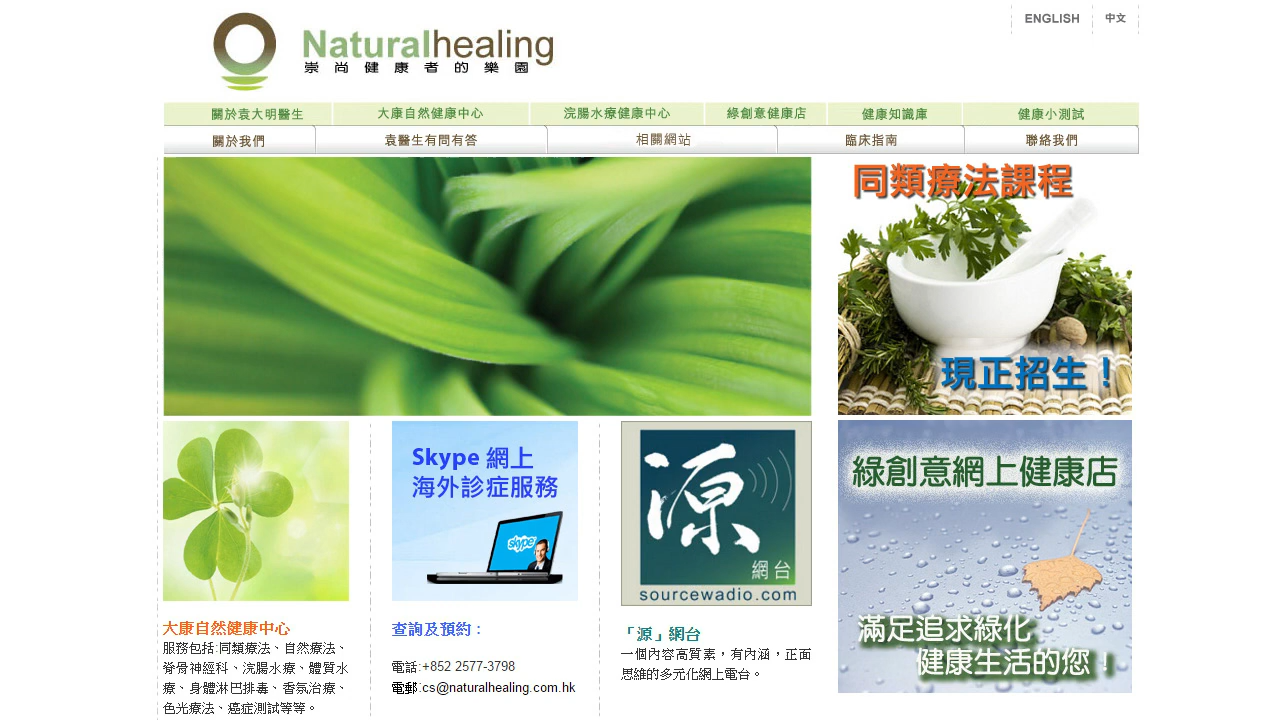 ENGLISH 中文
Naturalhealing
崇尚健康者的樂園
關於袁大明醫生 大康自然健康中心 浣腸水療健康中心 綠創意健康店 健康知識庫 健康小測試
關於我們 袁醫生有問有答 相關網站 臨床指南 聯絡我們
同類療法課程
現正招生！
Skype 網上
海外診症服務
skype
源
網台
sourcewadio.com
綠創意網上健康店
滿足追求綠化
健康生活的您！
大康自然健康中心
服務包括:同類療法、自然療法、
脊骨神經科、浣腸水療、體質水
療、身體淋巴排毒、香氛治療、
色光療法、癌症測試等等。
查詢及預約：
電話:+852 2577-3798
電郵:cs@naturalhealing.com.hk
「源」網台
一個內容高質素，有內涵，正面
思維的多元化網上電台。